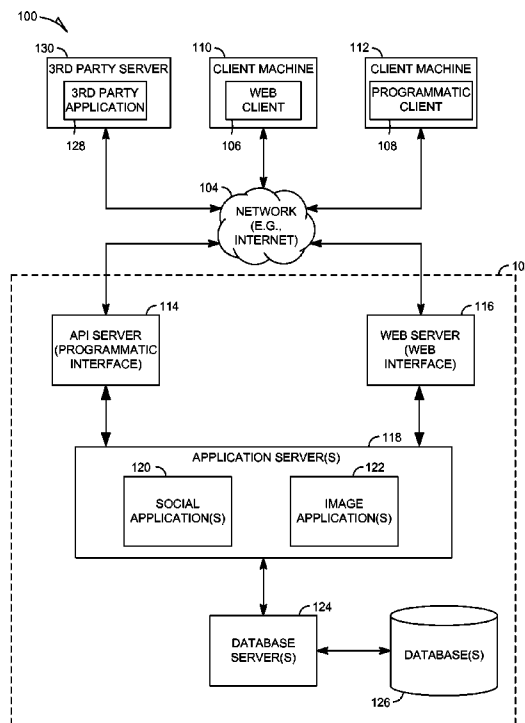 100
130
110
112
3RD PARTY SERVER
3RD PARTY
APPLICATION
128
CLIENT MACHINE
WEB
CLIENT
106
CLIENT MACHINE
PROGRAMMATIC
CLIENT
108
104
NETWORK
(E.G.,
INTERNET)
10
114
API SERVER
(PROGRAMMATIC
INTERFACE)
116
WEB SERVER
(WEB
INTERFACE)
118
APPLICATION SERVER(S)
120
SOCIAL
APPLICATION(S)
122
IMAGE
APPLICATION(S)
124
DATABASE
SERVER(S)
DATABASE(S)
126